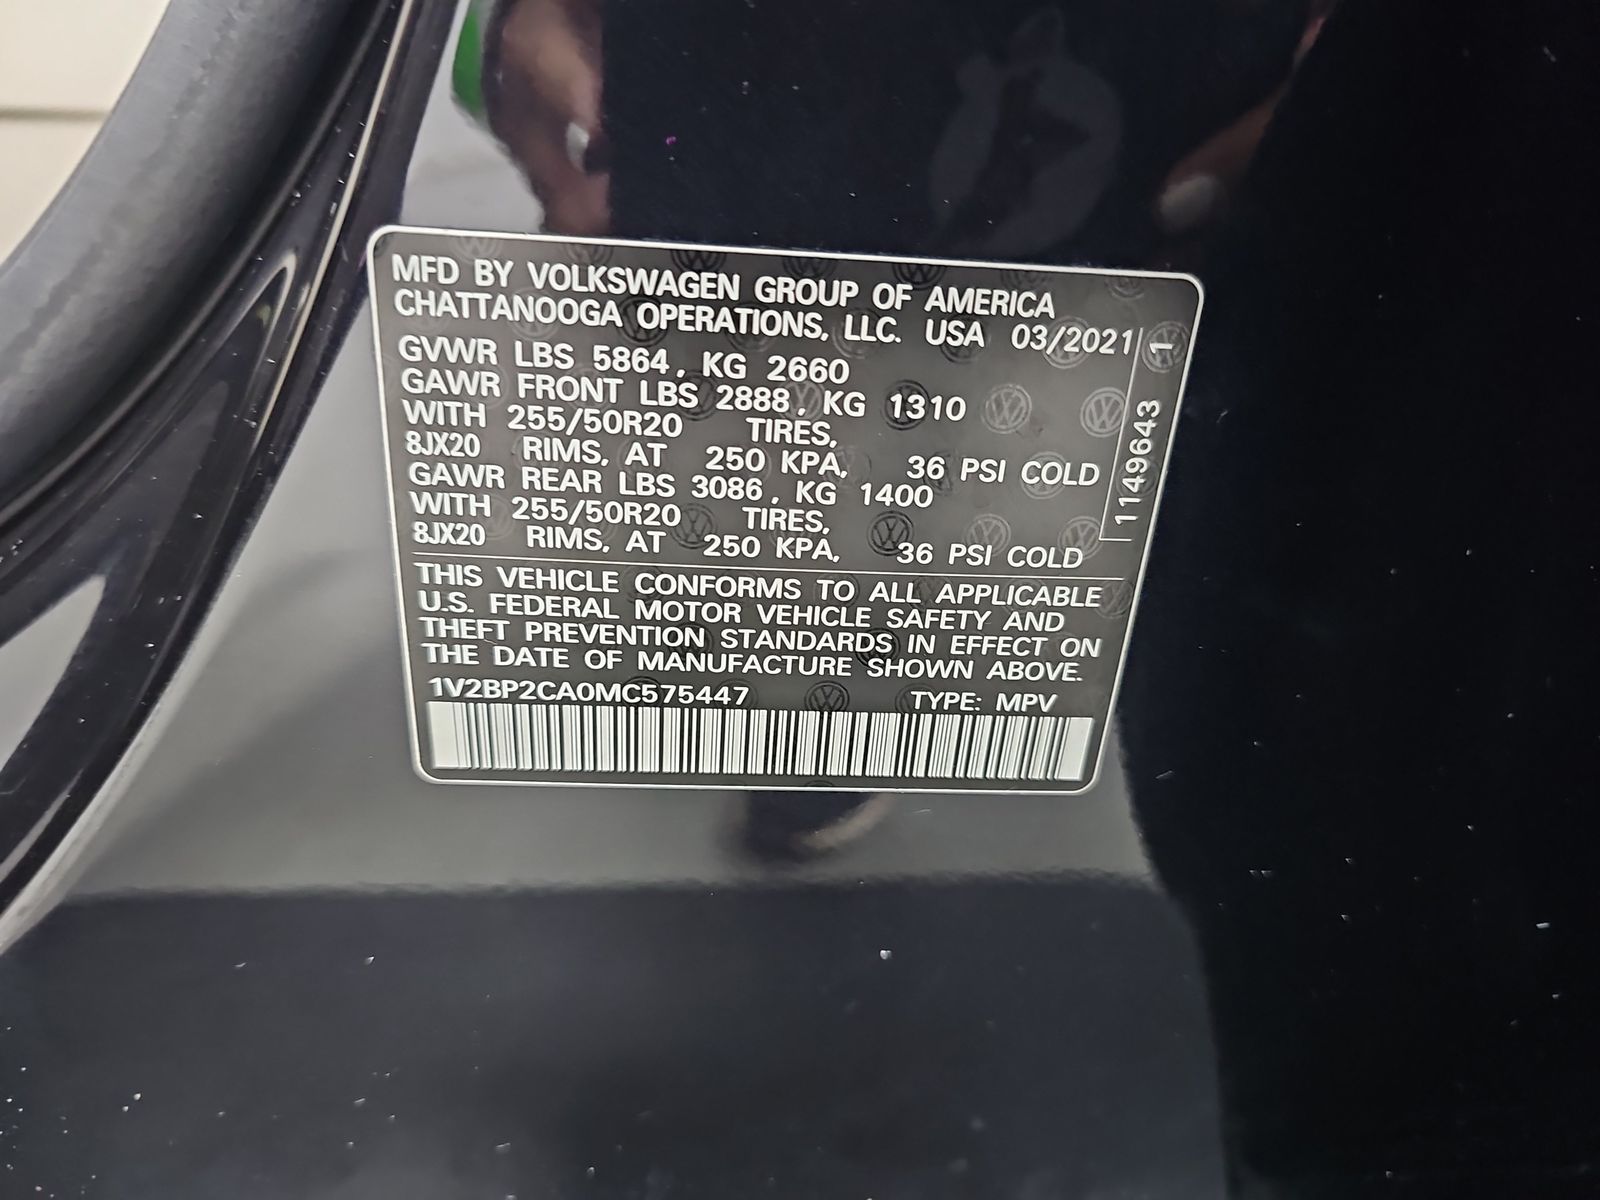 MFD BY VOLKSWAGEN GROUP OF AMERICA
CHATTANOOGA OPERATIONS, LLC. USA 03/2021
GVWR LBS 5864, KG 2660
GAWR FRONT LBS 2888, KG 1310
WITH 255/50R20 TIRES,
8JX20 RIMS, AT 250 KPA, 36 PSI COLD
GAWR REAR LBS 3086, KG 1400
WITH 255/50R20 TIRES,
8JX20 RIMS, AT 250 KPA, 36 PSI COLD
1149643 1
THIS VEHICLE CONFORMS TO ALL APPLICABLE
U.S. FEDERAL MOTOR VEHICLE SAFETY AND
THEFT PREVENTION STANDARDS IN EFFECT ON
THE DATE OF MANUFACTURE SHOWN ABOVE.
1V2BP2CA0MC575447 TYPE: MPV